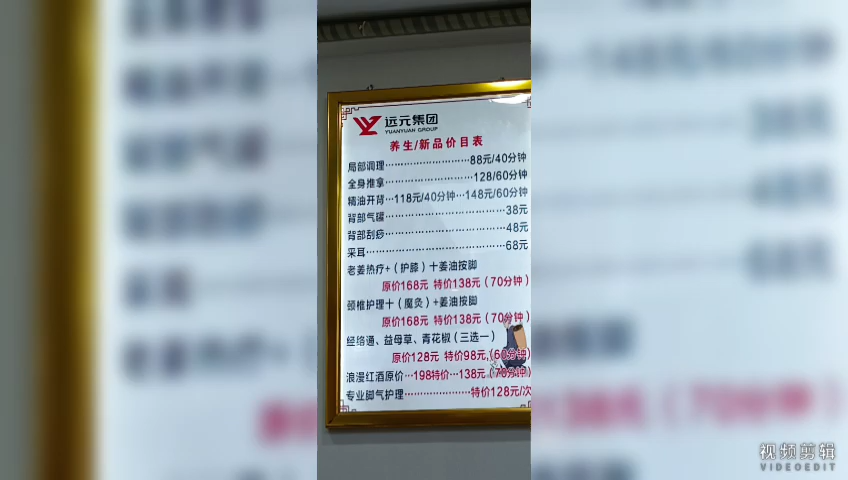 远元集团
YUANYUAN GROUP
养生/新品价目表
局部调理………………………88元/40分钟
全身推拿………………………128/60分钟
精油开背…118元/40分钟…148元/60分钟
背部气罐………………………………38元
背部刮痧………………………………48元
采耳……………………………………68元
老姜热疗+（护膝）十姜油按脚
原价168元 特价138元（70分钟）
颈椎护理十（魔灸）+姜油按脚
原价168元 特价138元（70分钟）
经络通、益母草、青花椒（三选一）
原价128元 特价98元,(60分钟)
浪漫红酒原价…198特价…138元（70分钟）
专业脚气护理…………………特价128元/次
视频剪辑
VIDEOEDIT